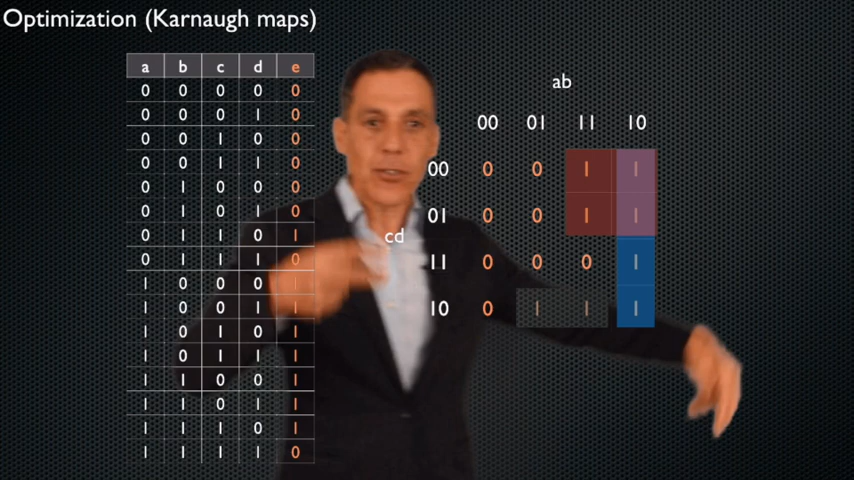 Optimization (Karnaugh maps)
a b c d e
0 0 0 0 0
0 0 0 1 0
0 0 1 0 0
0 0 1 1 0
0 1 0 0 0
0 1 0 1 0
0 1 1 0 1
0 1 1 1 0
1 0 0 0 1
1 0 0 1 1
1 0 1 0 1
1 0 1 1 1
1 1 0 0 1
1 1 0 1 1
1 1 1 0 1
1 1 1 1 0
ab
00 01 11 10
00 0 0 1 1
01 0 0 1 1
cd
11 0 0 0 1
10 0 1 1 1